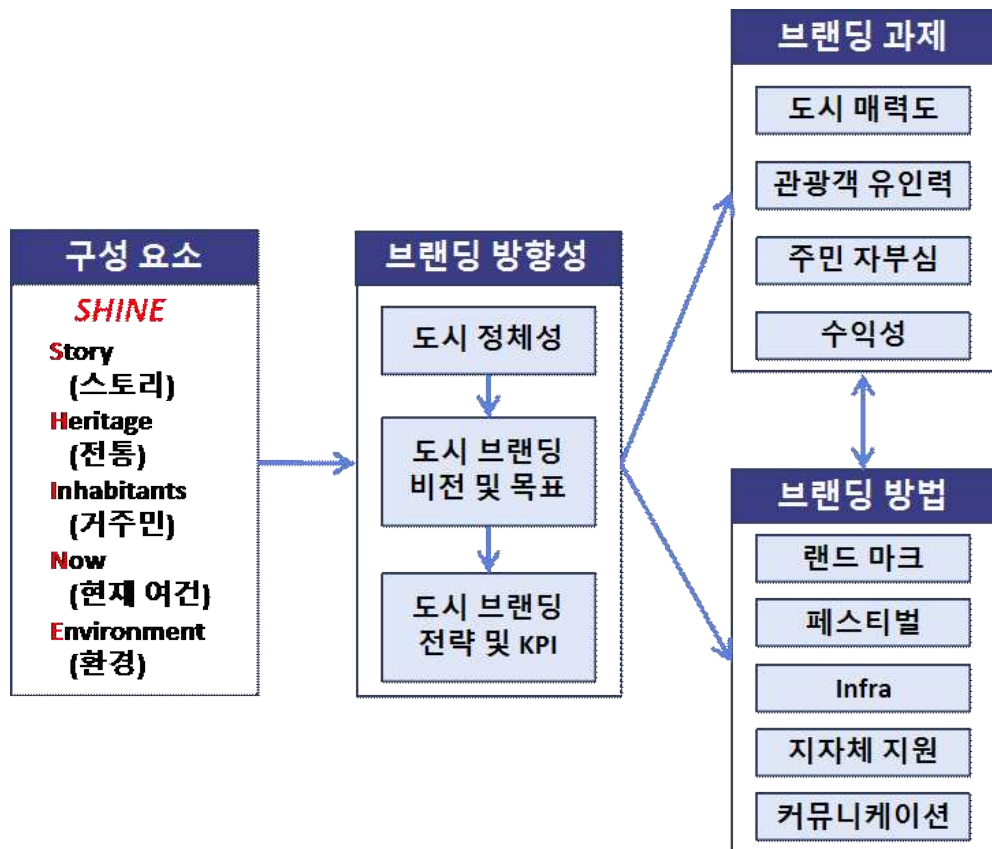 구성 요소
SHINE
Story
(스토리)
Heritage
(전통)
Inhabitants
(거주민)
Now
(현재 여건)
Environment
(환경)
브랜딩 방향성
도시 정체성
도시 브랜딩
비전 및 목표
도시 브랜딩
전략 및 KPI
브랜딩 과제
도시 매력도
관광객 유인력
주민 자부심
수익성
브랜딩 방법
랜드 마크
페스티벌
Infra
지자체 지원
커뮤니케이션